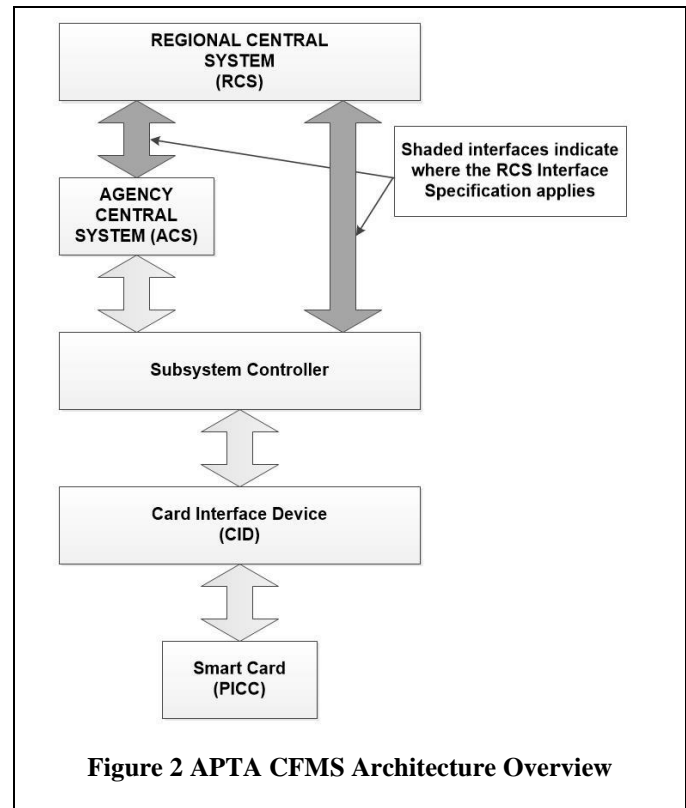 REGIONAL CENTRAL
SYSTEM
(RCS)
Shaded interfaces indicate
where the RCS Interface
Specification applies
AGENCY
CENTRAL
SYSTEM (ACS)
Subsystem Controller
Card Interface Device
(CID)
Smart Card
(PICC)
Figure 2 APTA CFMS Architecture Overview